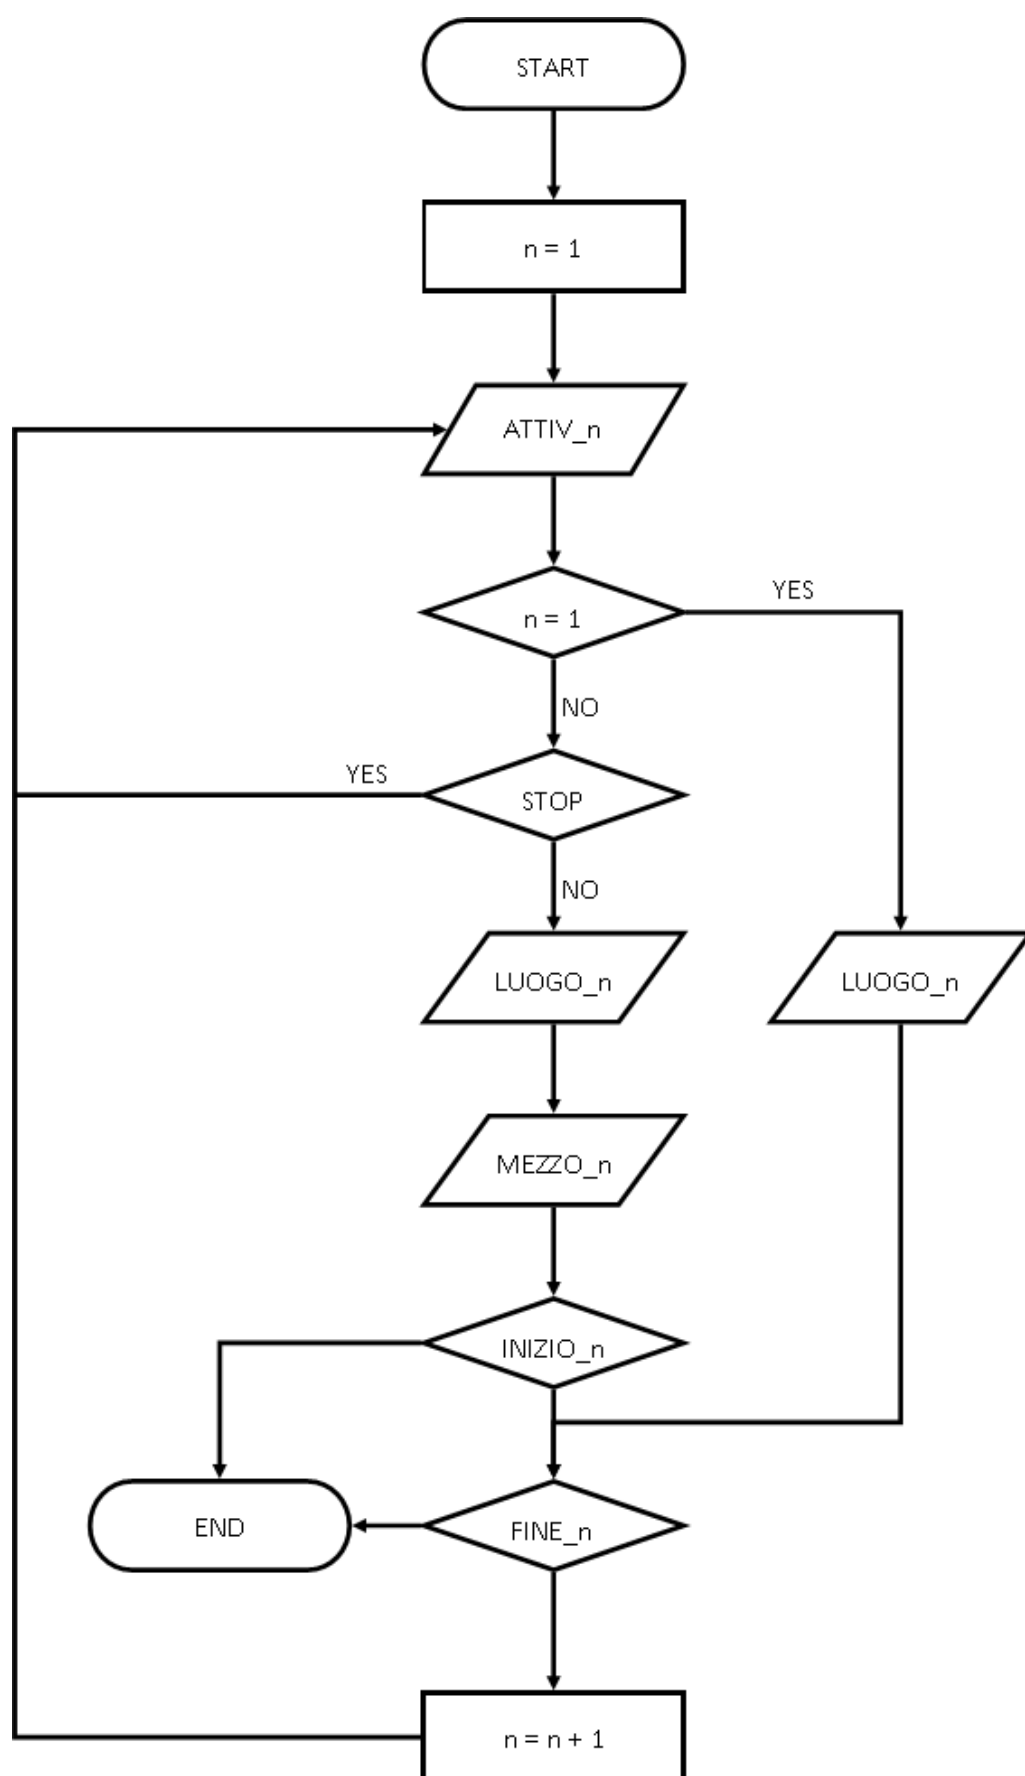 START
n = 1
ATTIV_n
n = 1
YES
NO
YES
STOP
NO
LUOGO_n
LUOGO_n
MEZZO_n
INIZIO_n
END
FINE_n
n = n + 1